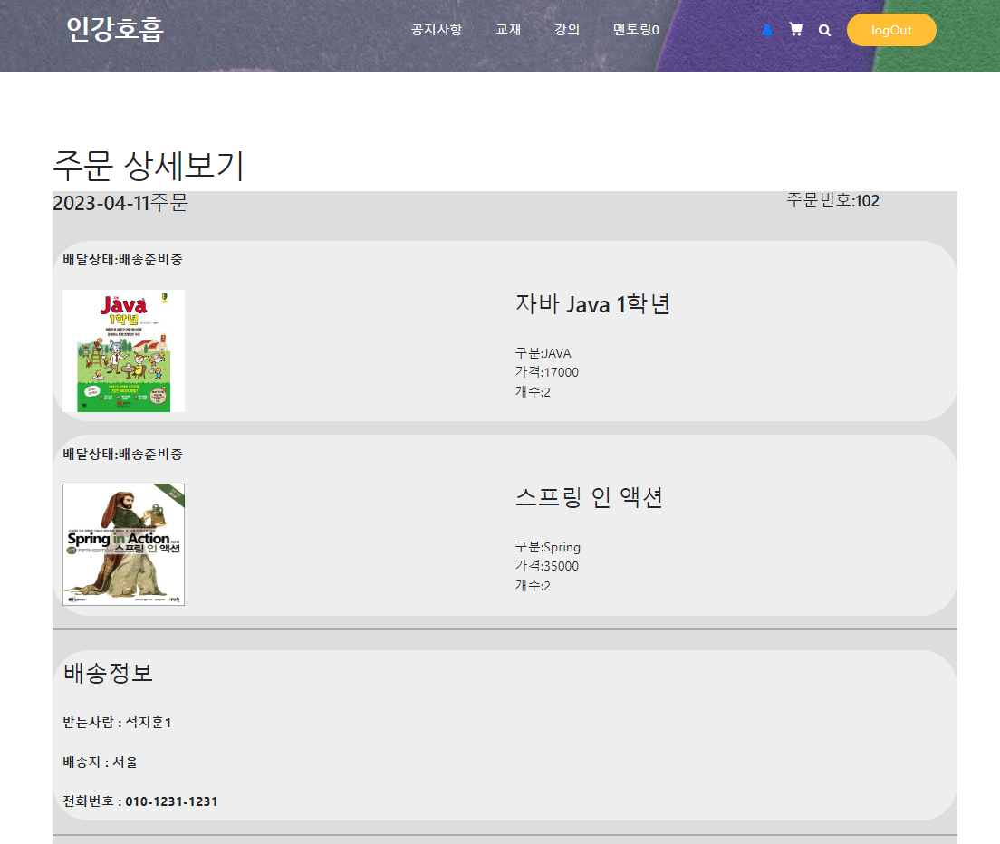 인강호흡
공지사항 교재 강의 멘토링0 logOut
주문 상세보기
2023-04-11주문 주문번호:102
배달상태:배송준비중
Java
1학년
자바 Java 1학년
구분:JAVA
가격:17000
개수:2
배달상태:배송준비중
Spring in Action
FIFTH EDITION 스프링 인 액션
스프링 인 액션
구분:Spring
가격:35000
개수:2
배송정보
받는사람 : 석지훈1
배송지 : 서울
전화번호 : 010-1231-1231